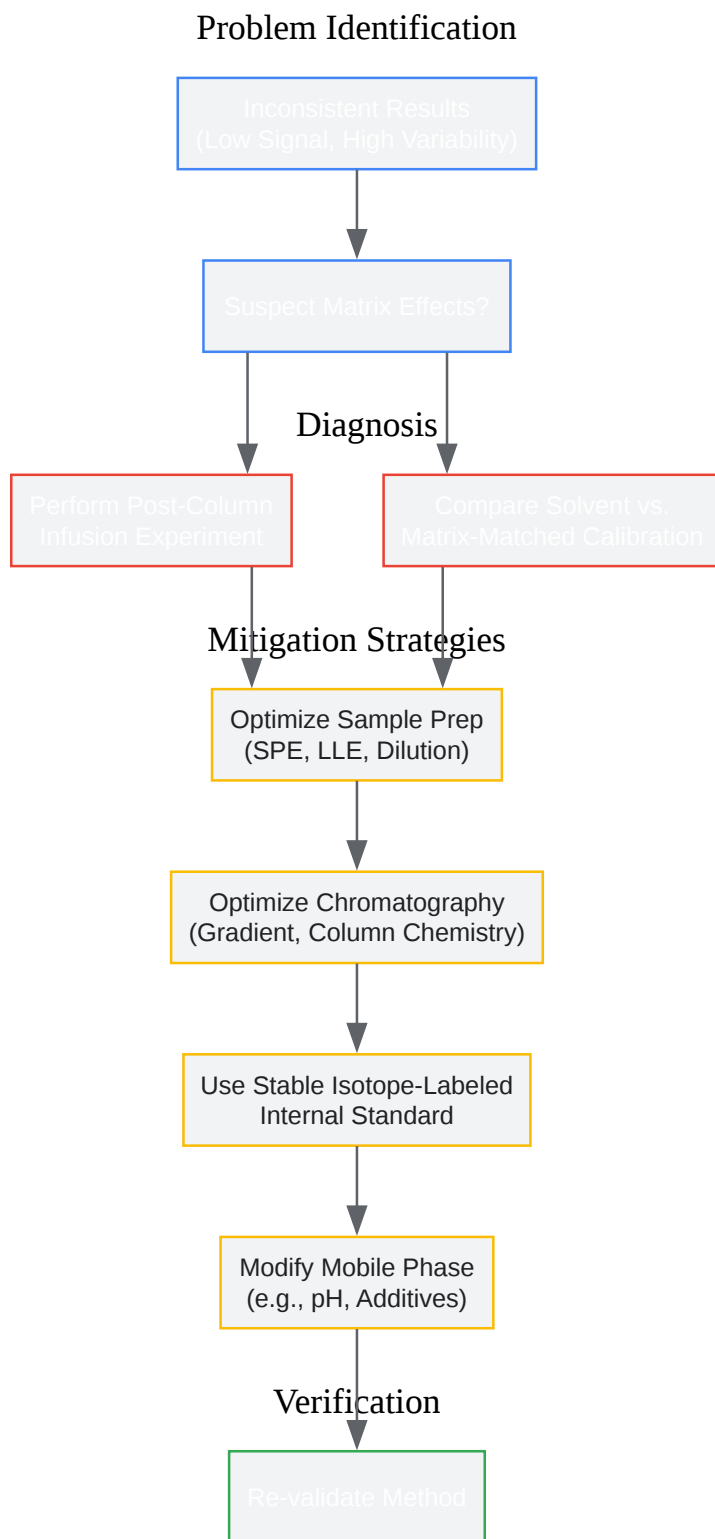 Problem Identification
Inconsistent Results
(Low Signal, High Variability)
Suspect Matrix Effects?
Diagnosis
Perform Post-Column
Infusion Experiment
Compare Solvent vs.
Matrix-Matched Calibration
Mitigation Strategies
Optimize Sample Prep
(SPE, LLE, Dilution)
Optimize Chromatography
(Gradient, Column Chemistry)
Use Stable Isotope-Labeled
Internal Standard
Modify Mobile Phase
(e.g., pH, Additives)
Verification
Re-validate Method